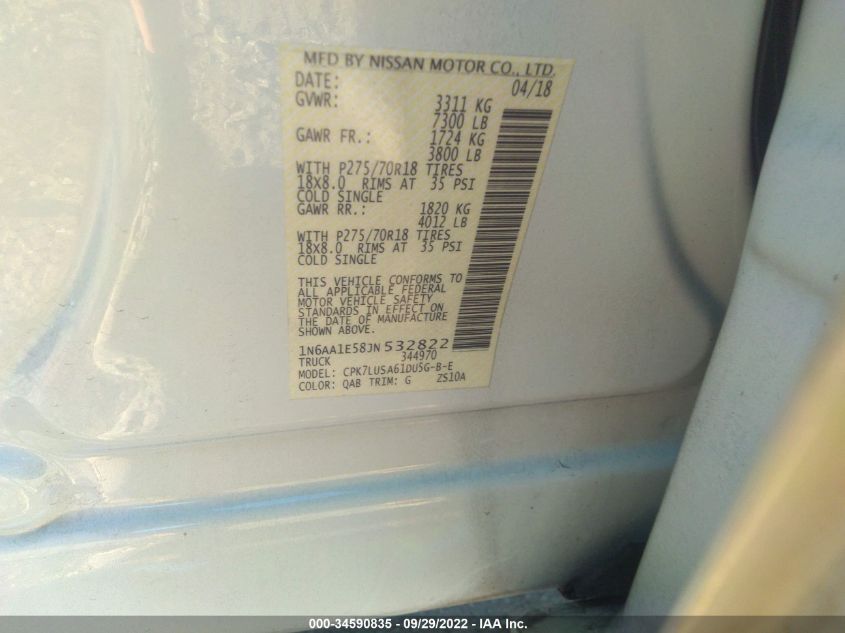 MFD BY NISSAN MOTOR CO., LTD.
DATE: 04/18
GVWR: 3311 KG
7300 LB
GAWR FR.: 1724 KG
3800 LB
WITH P275/70R18 TIRES
18X8.0 RIMS AT 35 PSI
COLD SINGLE
GAWR RR.: 1820 KG
4012 LB
WITH P275/70R18 TIRES
18X8.0 RIMS AT 35 PSI
COLD SINGLE
THIS VEHICLE CONFORMS TO
ALL APPLICABLE FEDERAL
MOTOR VEHICLE SAFETY
STANDARDS IN EFFECT ON
THE DATE OF MANUFACTURE
SHOWN ABOVE.
1N6AA1E58JN 532822
TRUCK 344970
MODEL: CPK7LUSA61DU5G-B-E
COLOR: QAB TRIM: G ZS10A
000-34590835 - 09/29/2022 - IAA Inc.